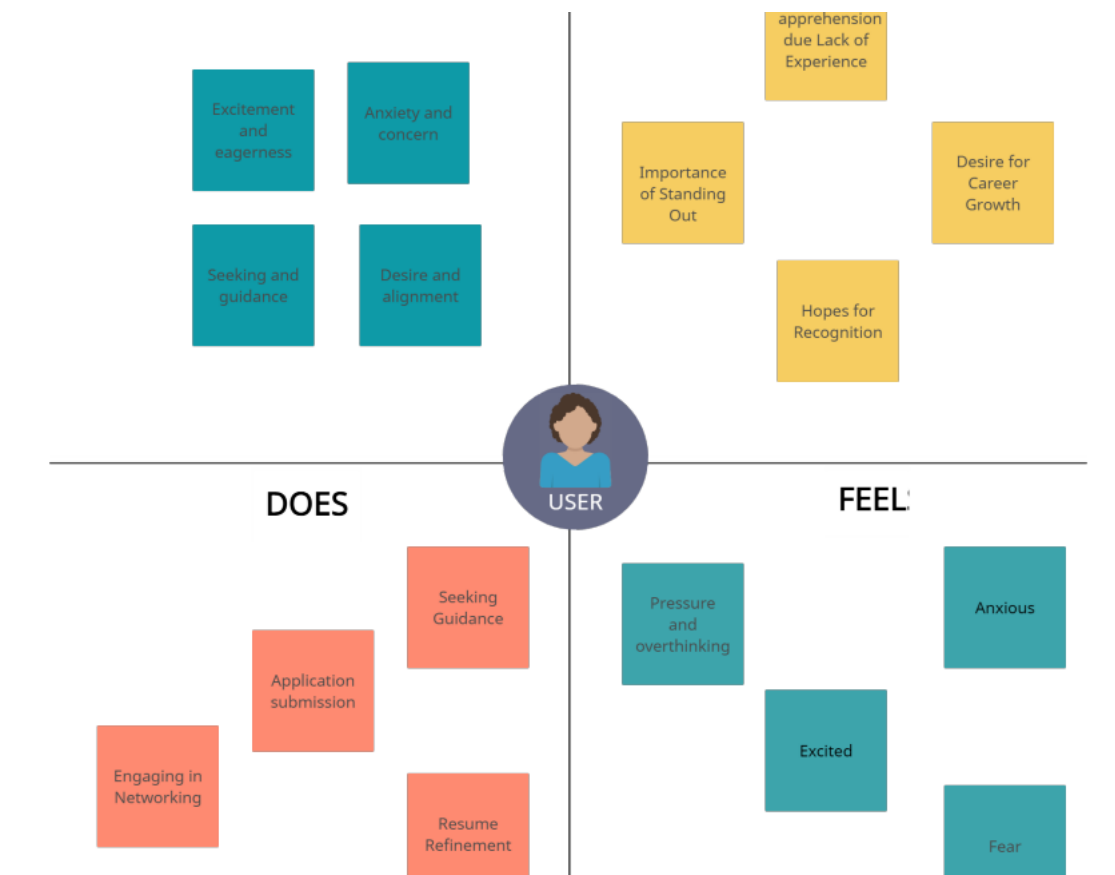 Excitement
and
eagerness
Anxiety and
concern
Seeking and
guidance
Desire and
alignment
apprehension
due Lack of
Experience
Importance
of Standing
Out
Desire for
Career
Growth
Hopes for
Recognition
USER
DOES
Seeking
Guidance
Application
submission
Engaging in
Networking
Resume
Refinement
FEEL
Pressure
and
overthinking
Anxious
Excited
Fear